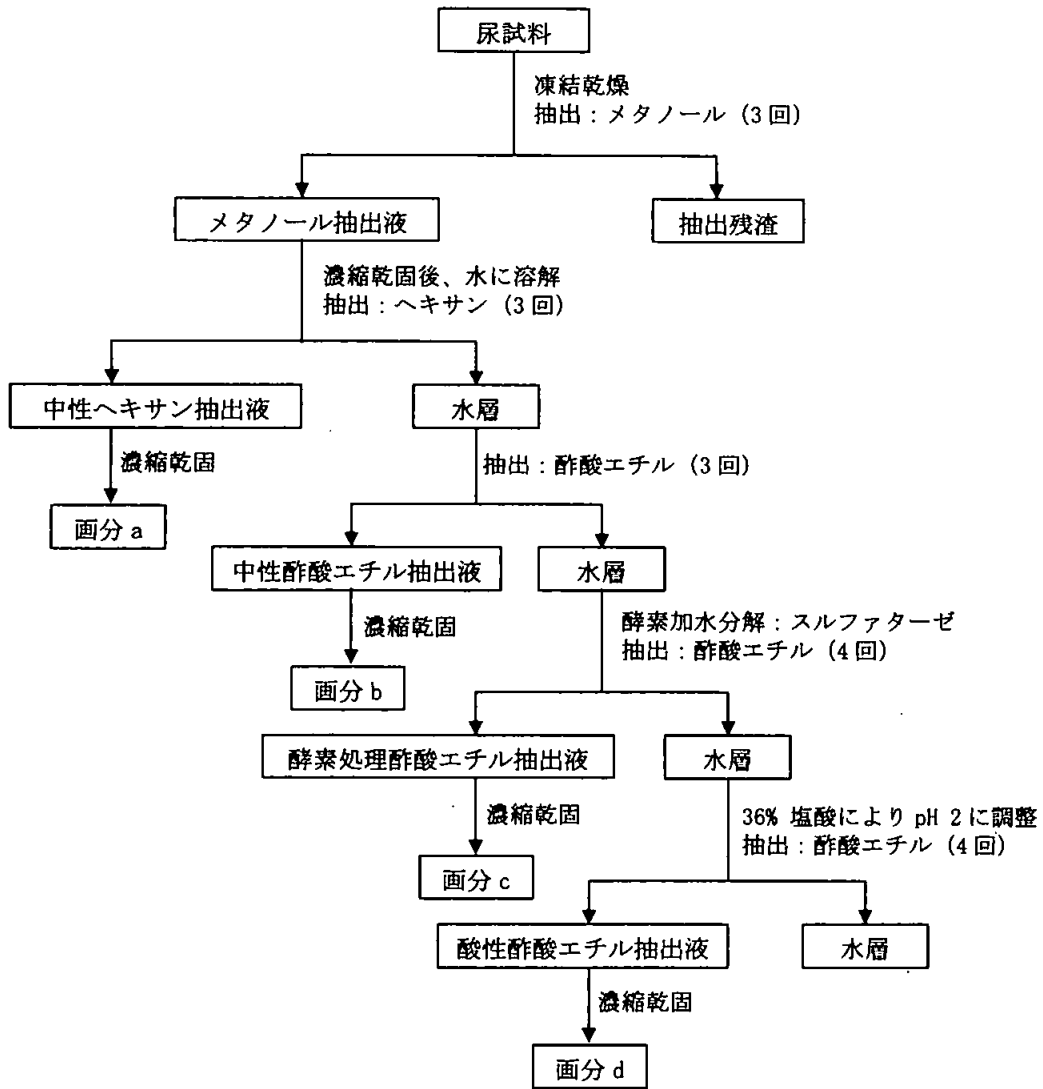 尿試料
凍結乾燥
抽出:メタノール (3回)
メタノール抽出液
抽出残渣
濃縮乾固後、水に溶解
抽出:ヘキサン (3回)
中性ヘキサン抽出液
水層
濃縮乾固
抽出:酢酸エチル (3回)
画分 a
中性酢酸エチル抽出液
水層
濃縮乾固
酵素加水分解:スルファターゼ
抽出:酢酸エチル (4回)
画分 b
酵素処理酢酸エチル抽出液
水層
濃縮乾固
36% 塩酸により pH 2 に調整
抽出:酢酸エチル (4回)
画分 c
酸性酢酸エチル抽出液
水層
濃縮乾固
画分 d